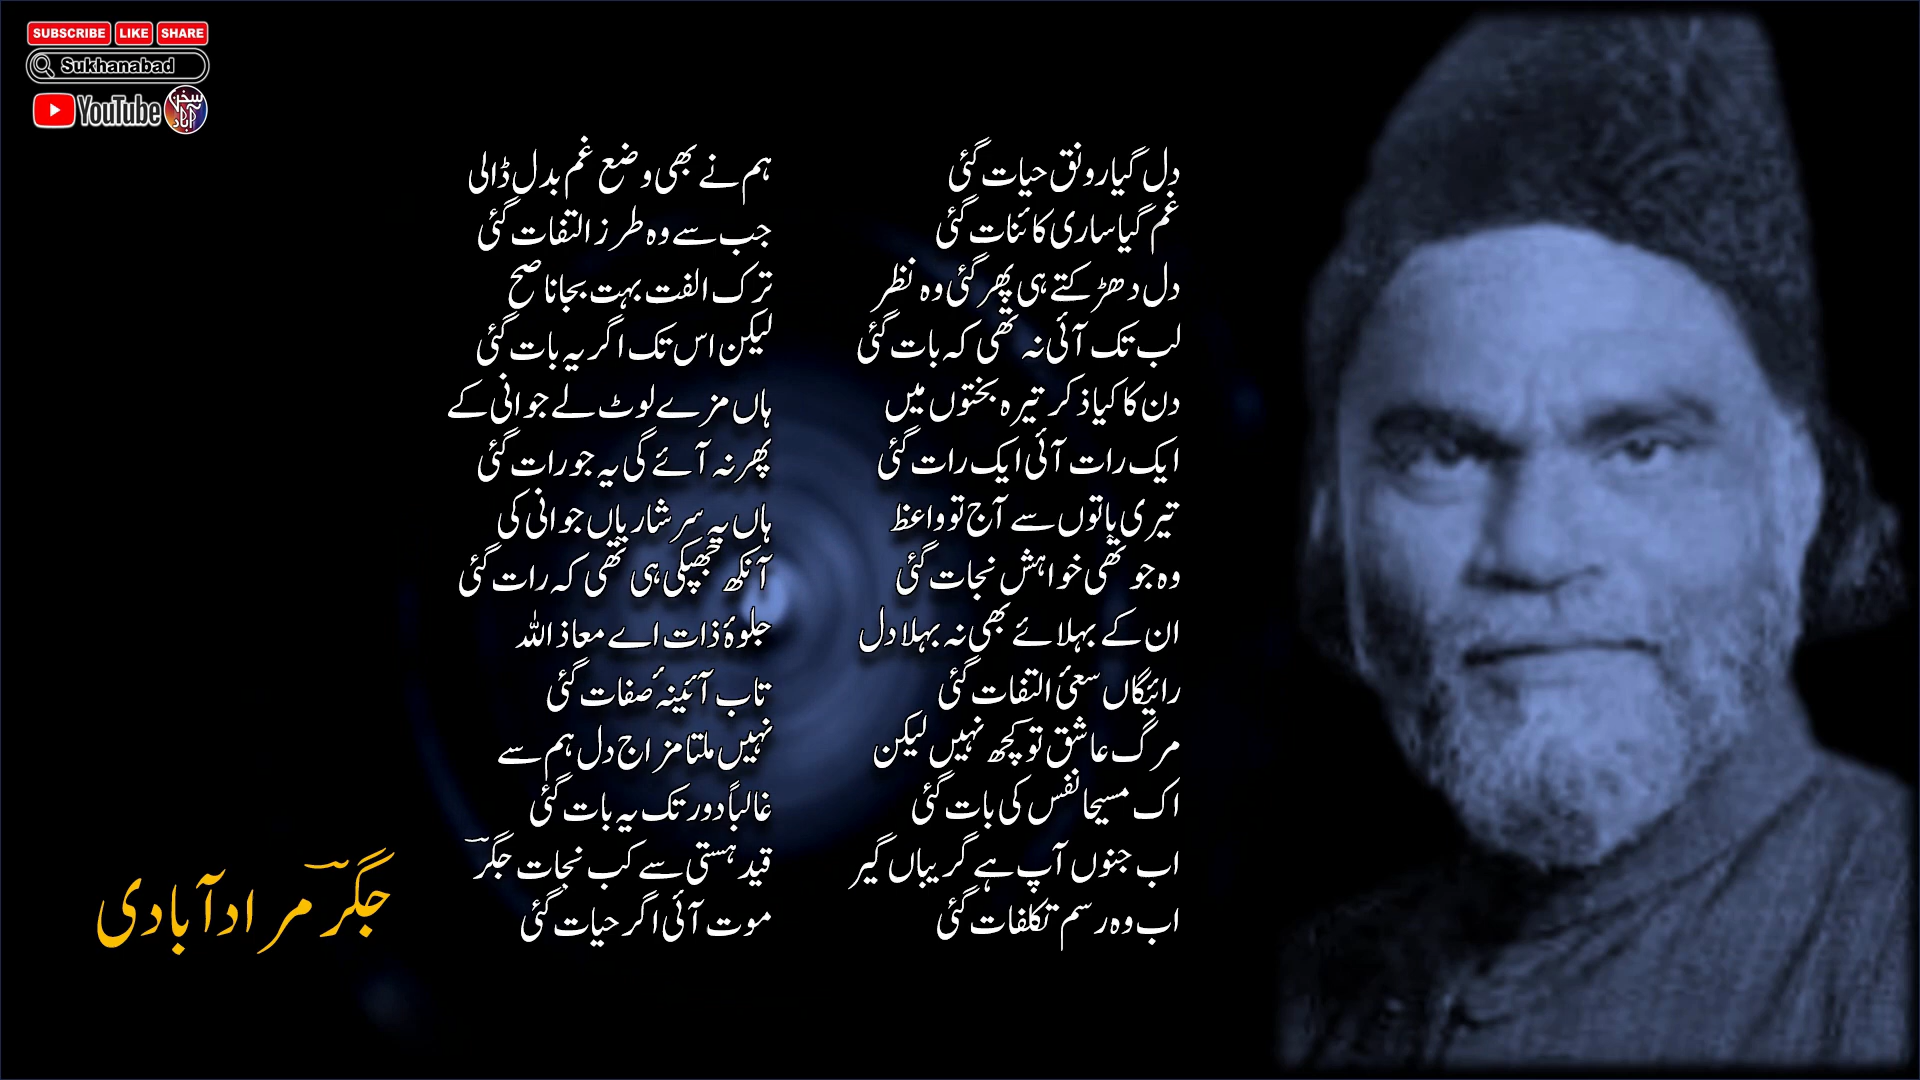 SUBSCRIBE LIKE SHARE
Sukhanabad
YouTube سخن آباد
دل گیا رونق حیات گئی
غم گیا ساری کائنات گئی
دل دھڑکتے ہی پھر گئی وہ نظر
لب تک آئی نہ تھی کہ بات گئی
دن کا کیا ذکر تیرہ بختوں میں
ایک رات آئی ایک رات گئی
تیری باتوں سے آج تو واعظ
وہ جو تھی خواہش نجات گئی
ان کے بہلائے بھی نہ بہلا دل
رائیگاں سعئ التفات گئی
مرگ عاشق تو کچھ نہیں لیکن
اک مسیحا نفس کی بات گئی
اب جنوں آپ ہے گریباں گیر
اب وہ رسم تکلفات گئی
ہم نے بھی وضع غم بدل ڈالی
جب سے وہ طرز التفات گئی
ترک الفت بہت بجا ناصح
لیکن اس تک اگر یہ بات گئی
ہاں مزے لوٹ لے جوانی کے
پھر نہ آئے گی یہ جو رات گئی
ہاں یہ سرشاریاں جوانی کی
آنکھ جھپکی ہی تھی کہ رات گئی
جلوۂ ذات اے معاذ اللہ
تاب آئینۂ صفات گئی
نہیں ملتا مزاج دل ہم سے
غالباً دور تک یہ بات گئی
قید ہستی سے کب نجات جگرؔ
موت آئی اگر حیات گئی
جگرؔ مراد آبادی